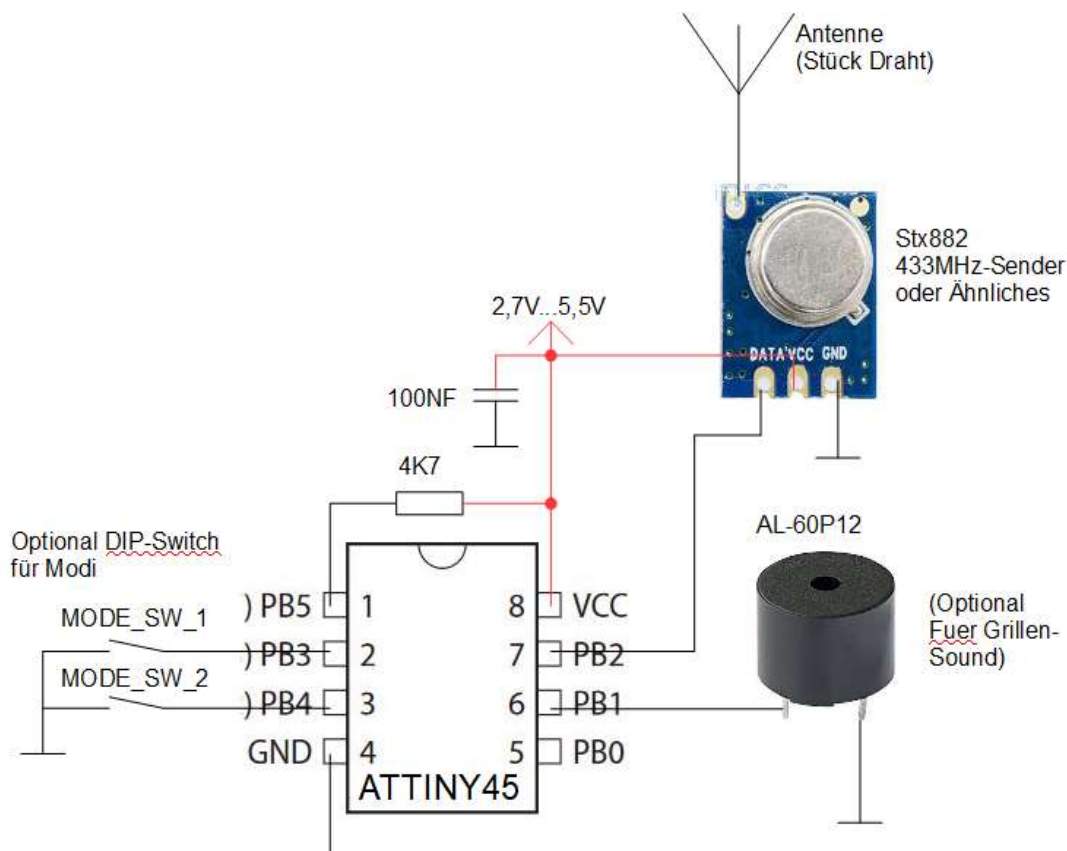 Antenne
(Stück Draht)
Stx882
433MHz-Sender
oder Ähnliches
2,7V...5,5V
DATA VCC GND
100NF
4K7
AL-60P12
Optional DIP-Switch
für Modi
(Optional
Fuer Grillen-
Sound)
MODE_SW_1
MODE_SW_2
) PB5 1 8 VCC
) PB3 2 7 PB2
) PB4 3 6 PB1
GND 4 5 PB0
ATTINY45